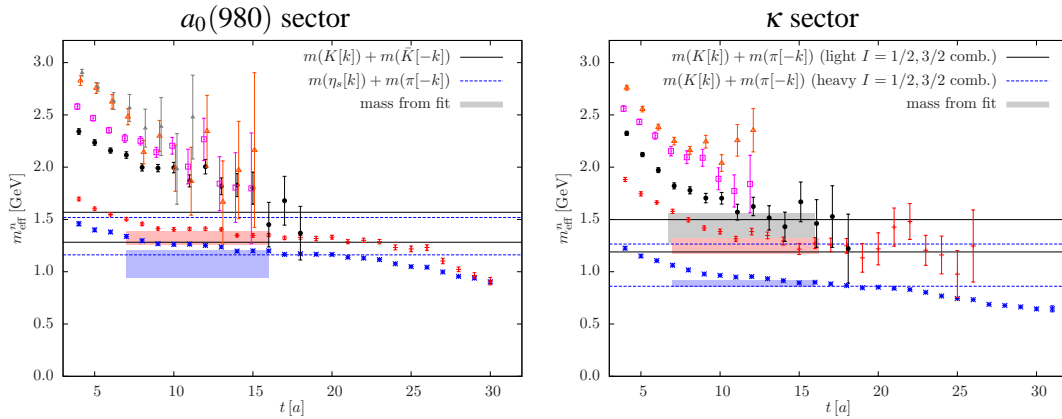 a₀(980) sector
m(K[k]) + m(K̄[−k])
m(ηₛ[k]) + m(π[−k])
mass from fit
3.0
2.5
2.0
1.5
1.0
0.5
0.0
mⁿ_eff [GeV]
5 10 15 20 25 30
t [a]
κ sector
m(K[k]) + m(π[−k]) (light I = 1/2, 3/2 comb.)
m(K[k]) + m(π[−k]) (heavy I = 1/2, 3/2 comb.)
mass from fit
3.0
2.5
2.0
1.5
1.0
0.5
0.0
mⁿ_eff [GeV]
5 10 15 20 25 30
t [a]